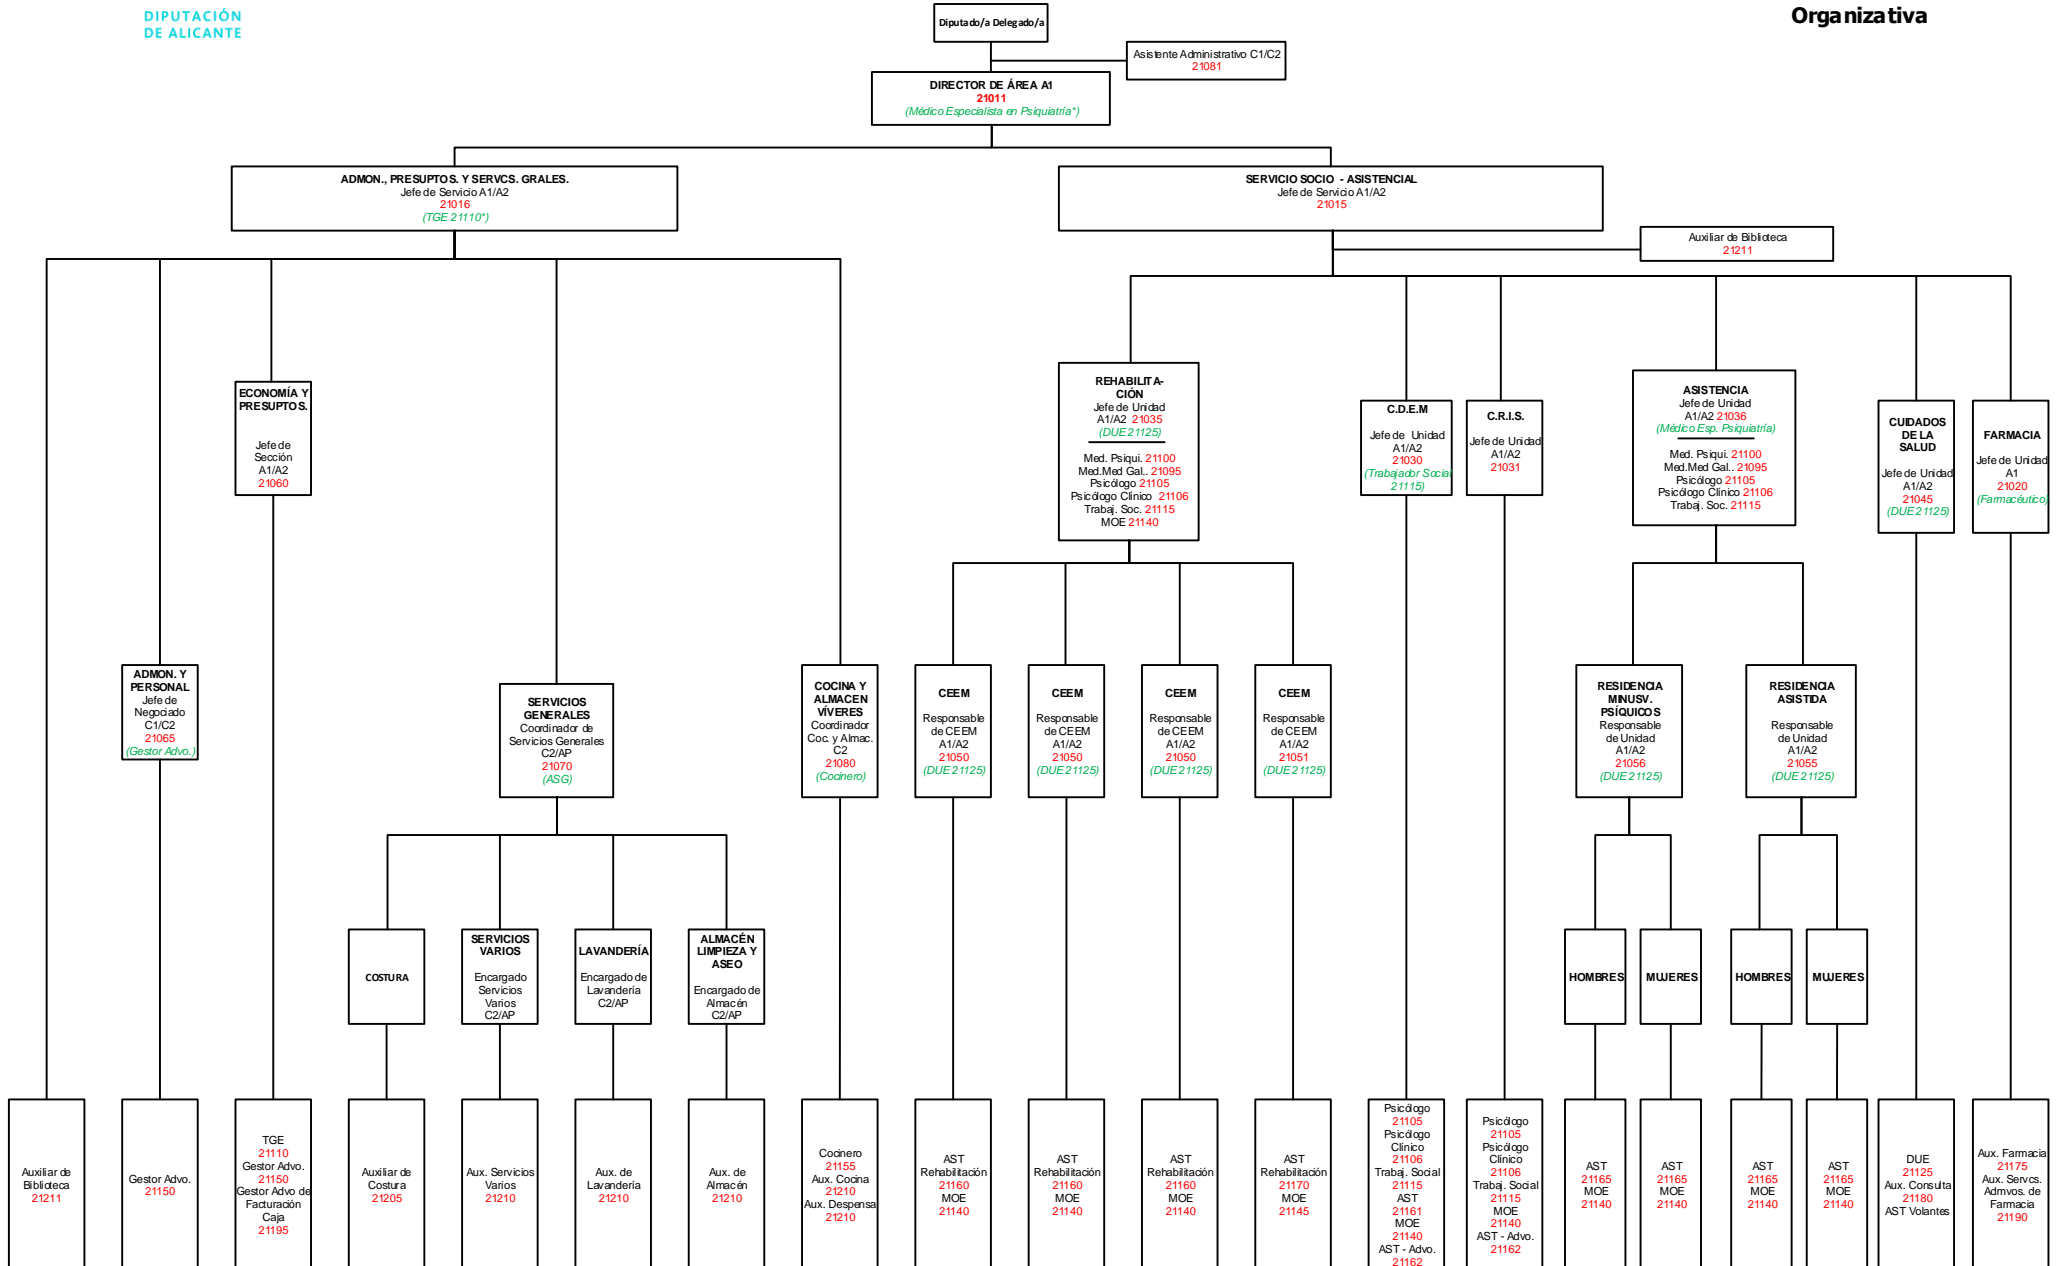 DIPUTACIÓN
DE ALICANTE
Organizativa
Diputado/a Delegado/a
Asistente Administrativo C1/C2
21081
DIRECTOR DE ÁREA A1
21011
(Médico Especialista en Psiquiatría*)
ADMON., PRESUPTOS. Y SERVCS. GRALES.
Jefe de Servicio A1/A2
21016
(TGE 21110*)
SERVICIO SOCIO - ASISTENCIAL
Jefe de Servicio A1/A2
21015
Auxiliar de Biblioteca
21211
ECONOMÍA Y
PRESUPTOS.
Jefe de
Sección
A1/A2
21060
REHABILITA-
CIÓN
Jefe de Unidad
A1/A2 21035
(DUE 21125)
Med. Psiqui. 21100
Med.Med Gal.. 21095
Psicólogo 21105
Psicólogo Clínico 21106
Trabaj. Soc. 21115
MOE 21140
C.D.E.M
Jefe de Unidad
A1/A2
21030
(Trabajador Social
21115)
C.R.I.S.
Jefe de Unidad
A1/A2
21031
ASISTENCIA
Jefe de Unidad
A1/A2 21036
(Médico Esp. Psiquiatría)
Med. Psiqui. 21100
Med.Med Gal.. 21095
Psicólogo 21105
Psicólogo Clínico 21106
Trabaj. Soc. 21115
CUIDADOS
DE LA
SALUD
Jefe de Unidad
A1/A2
21045
(DUE 21125)
FARMACIA
Jefe de Unidad
A1
21020
(Farmacéutico)
ADMON. Y
PERSONAL
Jefe de
Negociado
C1/C2
21065
(Gestor Advo.)
SERVICIOS
GENERALES
Coordinador de
Servicios Generales
C2/AP
21070
(ASG)
COCINA Y
ALMACEN
VÍVERES
Coordinador
Coc. y Almac.
C2
21080
(Cocinero)
CEEM
Responsable
de CEEM
A1/A2
21050
(DUE 21125)
CEEM
Responsable
de CEEM
A1/A2
21050
(DUE 21125)
CEEM
Responsable
de CEEM
A1/A2
21050
(DUE 21125)
CEEM
Responsable
de CEEM
A1/A2
21051
(DUE 21125)
RESIDENCIA
MINUSV.
PSÍQUICOS
Responsable
de Unidad
A1/A2
21056
(DUE 21125)
RESIDENCIA
ASISTIDA
Responsable
de Unidad
A1/A2
21055
(DUE 21125)
COSTURA
SERVICIOS
VARIOS
Encargado
Servicios
Varios
C2/AP
LAVANDERÍA
Encargado de
Lavandería
C2/AP
ALMACÉN
LIMPIEZA Y
ASEO
Encargado de
Almacén
C2/AP
HOMBRES
MUJERES
HOMBRES
MUJERES
Auxiliar de
Biblioteca
21211
Gestor Advo.
21150
TGE
21110
Gestor Advo.
21150
Gestor Advo de
Facturación
Caja
21195
Auxiliar de
Costura
21205
Aux. Servicios
Varios
21210
Aux. de
Lavandería
21210
Aux. de
Almacén
21210
Cocinero
21155
Aux. Cocina
21210
Aux. Despensa
21210
AST
Rehabilitación
21160
MOE
21140
AST
Rehabilitación
21160
MOE
21140
AST
Rehabilitación
21160
MOE
21140
AST
Rehabilitación
21170
MOE
21145
Psicólogo
21105
Psicólogo
Clínico
21106
Trabaj. Social
21115
AST
21161
MOE
21140
AST - Advo.
21162
Psicólogo
21105
Psicólogo
Clínico
21106
Trabaj. Social
21115
MOE
21140
AST - Advo.
21162
AST
21165
MOE
21140
AST
21165
MOE
21140
AST
21165
MOE
21140
AST
21165
MOE
21140
DUE
21125
Aux. Consulta
21180
AST Volantes
Aux. Farmacia
21175
Aux. Servcs.
Admvos. de
Farmacia
21190